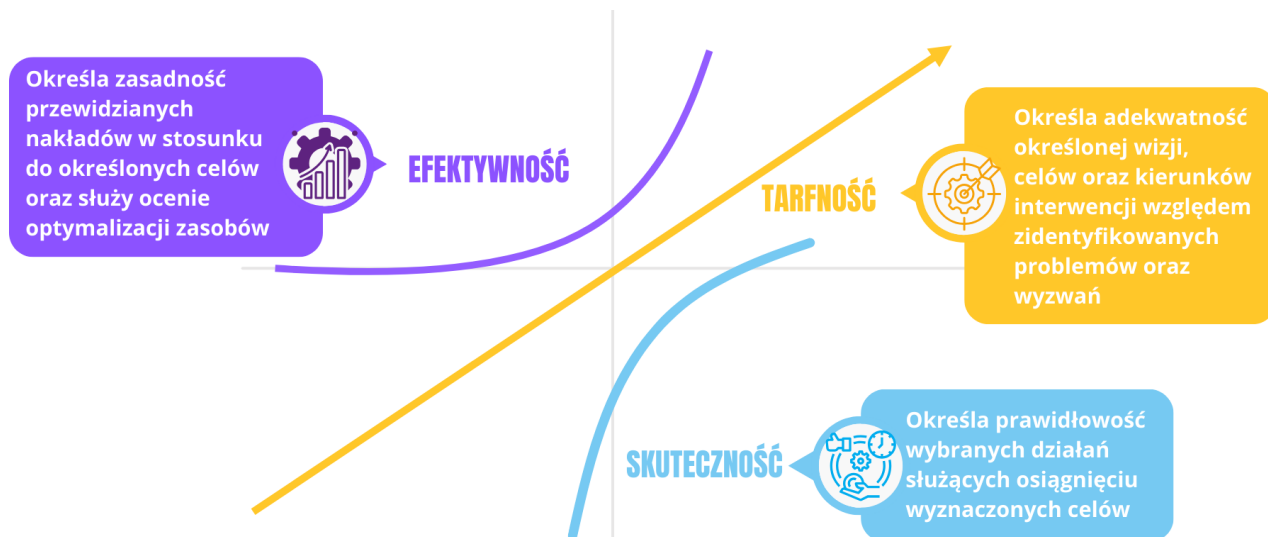 Określa zasadność
przewidzianych
nakładów w stosunku
do określonych celów
oraz służy ocenie
optymalizacji zasobów
EFEKTYWNOŚĆ
TARFNOŚĆ
Określa adekwatność
określonej wizji,
celów oraz kierunków
interwencji względem
zidentyfikowanych
problemów oraz
wyzwań
SKUTECZNOŚĆ
Określa prawidłowość
wybranych działań
służących osiągnięciu
wyznaczonych celów